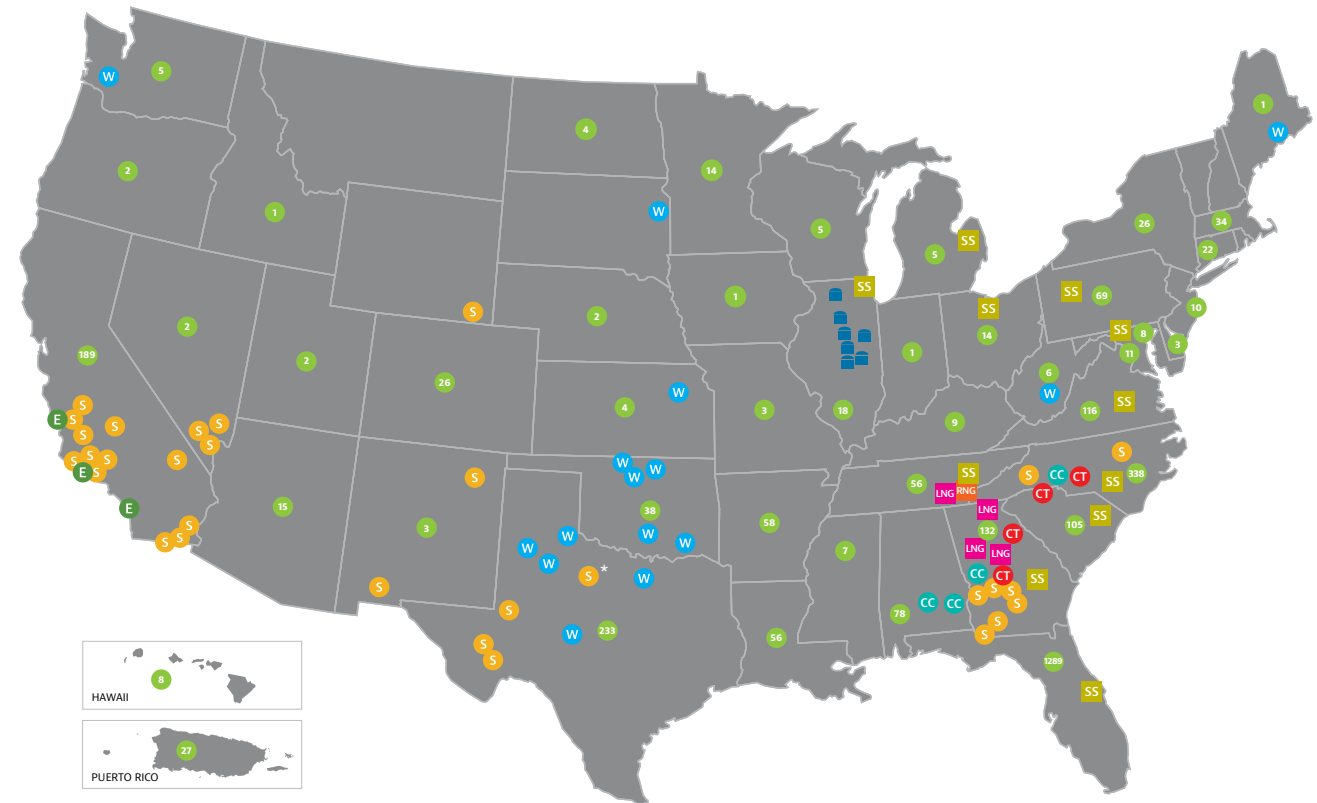 5
W
1
W
4
14
2
W
1
5
26
34
SS
5
22
SS
SS
69
1
10
S
2
SS
14
2
SS
8
3
11
189
1
2
6
26
W
W
4
3
18
SS
116
9
S
E
S
S
S
S
S
S
S
S
S
S
S
E
S
S
W
W
W
S
SS
56
LNG
RNG
S
CC
CT
SS
338
CT
15
E
38
58
LNG
SS
105
3
S
S
S
W
W
W
W
W
7
132
CT
LNG
LNG
S
*
W
CC
CT
SS
S
S
S
S
S
S
S
CC
CC
78
S
W
233
56
S
S
1289
SS
8
HAWAII
27
PUERTO RICO